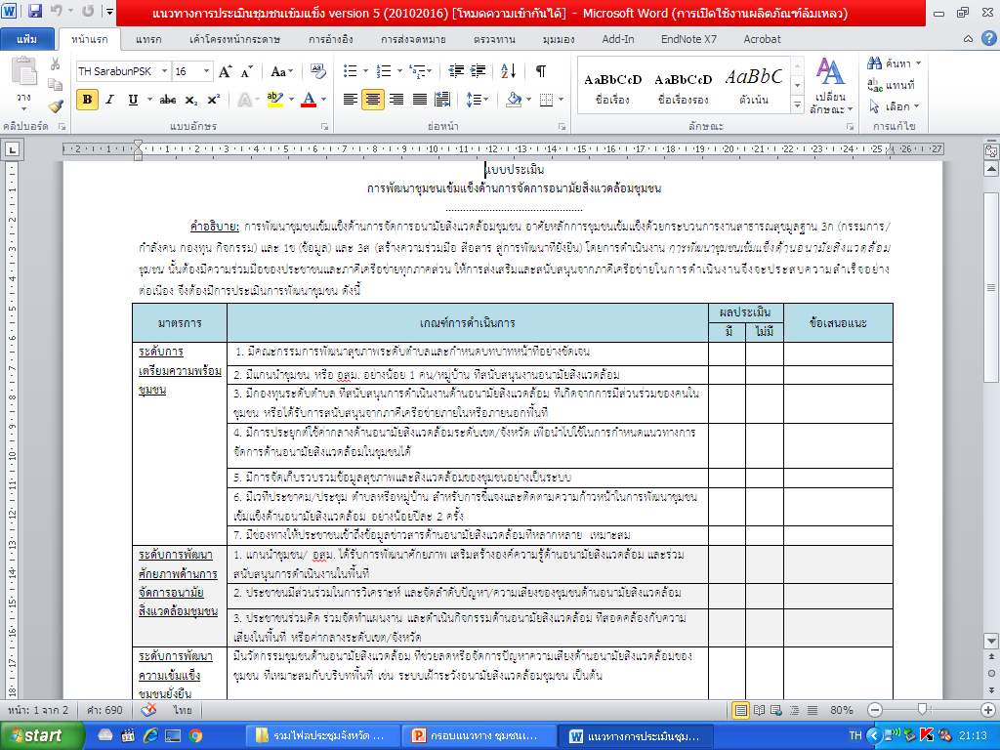 แนวทางการประเมินชุมชนเข้มแข็ง version 5 (20102016) [โหมดความเข้ากันได้] - Microsoft Word (การเปิดใช้งานผลิตภัณฑ์ล้มเหลว)
แฟ้ม หน้าแรก แทรก เค้าโครงหน้ากระดาษ การอ้างอิง การส่งจดหมาย ตรวจทาน มุมมอง Add-In EndNote X7 Acrobat
วาง
TH SarabunPSK 16
AaBbCcD AaBbCcD AaBbC
ชื่อเรื่อง ชื่อเรื่องรอง ตัวเน้น
เปลี่ยน
ลักษณะ
ค้นหา
แทนที่
เลือก
คลิปบอร์ด แบบอักษร ย่อหน้า ลักษณะ การแก้ไข
แบบประเมิน
การพัฒนาชุมชนเข้มแข็งด้านการจัดการอนามัยสิ่งแวดล้อมชุมชน
...............................................
คำอธิบาย: การพัฒนาชุมชนเข้มแข็งด้านการจัดการอนามัยสิ่งแวดล้อมชุมชน อาศัยหลักการชุมชนเข้มแข็งด้วยกระบวนการงานสาธารณสุขมูลฐาน 3ก (กรรมการ/
กำลังคน กองทุน กิจกรรม) และ 1ข (ข้อมูล) และ 3ส (สร้างความร่วมมือ สื่อสาร สู่การพัฒนาที่ยั่งยืน) โดยการดำเนินงาน การพัฒนาชุมชนเข้มแข็งด้านอนามัยสิ่งแวดล้อม
ชุมชน นั้นต้องมีความร่วมมือของประชาชนและภาคีเครือข่ายทุกภาคส่วน ให้การส่งเสริมและสนับสนุนจากภาคีเครือข่ายในการดำเนินงานจึงจะประสบความสำเร็จอย่าง
ต่อเนื่อง จึงต้องมีการประเมินการพัฒนาชุมชน ดังนี้
มาตรการ เกณฑ์การดำเนินการ ผลประเมิน ข้อเสนอแนะ
มี ไม่มี
ระดับการ
เตรียมความพร้อม
ชุมชน
1. มีคณะกรรมการพัฒนาสุขภาพระดับตำบลและกำหนดบทบาทหน้าที่อย่างชัดเจน
2. มีแกนนำชุมชน หรือ อสม. อย่างน้อย 1 คน/หมู่บ้าน ที่สนับสนุนงานอนามัยสิ่งแวดล้อม
3. มีกองทุนระดับตำบล ที่สนับสนุนการดำเนินงานด้านอนามัยสิ่งแวดล้อม ที่เกิดจากการมีส่วนร่วมของคนใน
ชุมชน หรือได้รับการสนับสนุนจากภาคีเครือข่ายภายในหรือภายนอกพื้นที่
4. มีการประยุกต์ใช้ค่ากลางด้านอนามัยสิ่งแวดล้อมระดับเขต/จังหวัด เพื่อนำไปใช้ในการกำหนดแนวทางการ
จัดการด้านอนามัยสิ่งแวดล้อมในชุมชนได้
5. มีการจัดเก็บรวบรวมข้อมูลสุขภาพและสิ่งแวดล้อมของชุมชนอย่างเป็นระบบ
6. มีเวทีประชาคม/ประชุม ตำบลหรือหมู่บ้าน สำหรับการชี้แจงและติดตามความก้าวหน้าในการพัฒนาชุมชน
เข้มแข็งด้านอนามัยสิ่งแวดล้อม อย่างน้อยปีละ 2 ครั้ง
7. มีช่องทางให้ประชาชนเข้าถึงข้อมูลข่าวสารด้านอนามัยสิ่งแวดล้อมที่หลากหลาย เหมาะสม
ระดับการพัฒนา
ศักยภาพด้านการ
จัดการอนามัย
สิ่งแวดล้อมชุมชน
1. แกนนำชุมชน/ อสม. ได้รับการพัฒนาศักยภาพ เสริมสร้างองค์ความรู้ด้านอนามัยสิ่งแวดล้อม และร่วม
สนับสนุนการดำเนินงานในพื้นที่
2. ประชาชนมีส่วนร่วมในการวิเคราะห์ และจัดลำดับปัญหา/ความเสี่ยงของชุมชนด้านอนามัยสิ่งแวดล้อม
3. ประชาชนร่วมคิด ร่วมจัดทำแผนงาน และดำเนินกิจกรรมด้านอนามัยสิ่งแวดล้อม ที่สอดคล้องกับความ
เสี่ยงในพื้นที่ หรือค่ากลางระดับเขต/จังหวัด
ระดับการพัฒนา
ความเข้มแข็ง
ชุมชนยั่งยืน
มีนวัตกรรมชุมชนด้านอนามัยสิ่งแวดล้อม ที่ช่วยลดหรือจัดการปัญหาความเสี่ยงด้านอนามัยสิ่งแวดล้อมของ
ชุมชน ที่เหมาะสมกับบริบทพื้นที่ เช่น ระบบเฝ้าระวังอนามัยสิ่งแวดล้อมชุมชน เป็นต้น
หน้า: 1 จาก 2 คำ: 690 ไทย 80%
start รวมไฟล์ประชุมจังหวัด ... กรอบแนวทาง ชุมชนเ... แนวทางการประเมินชุม... TH 21:13